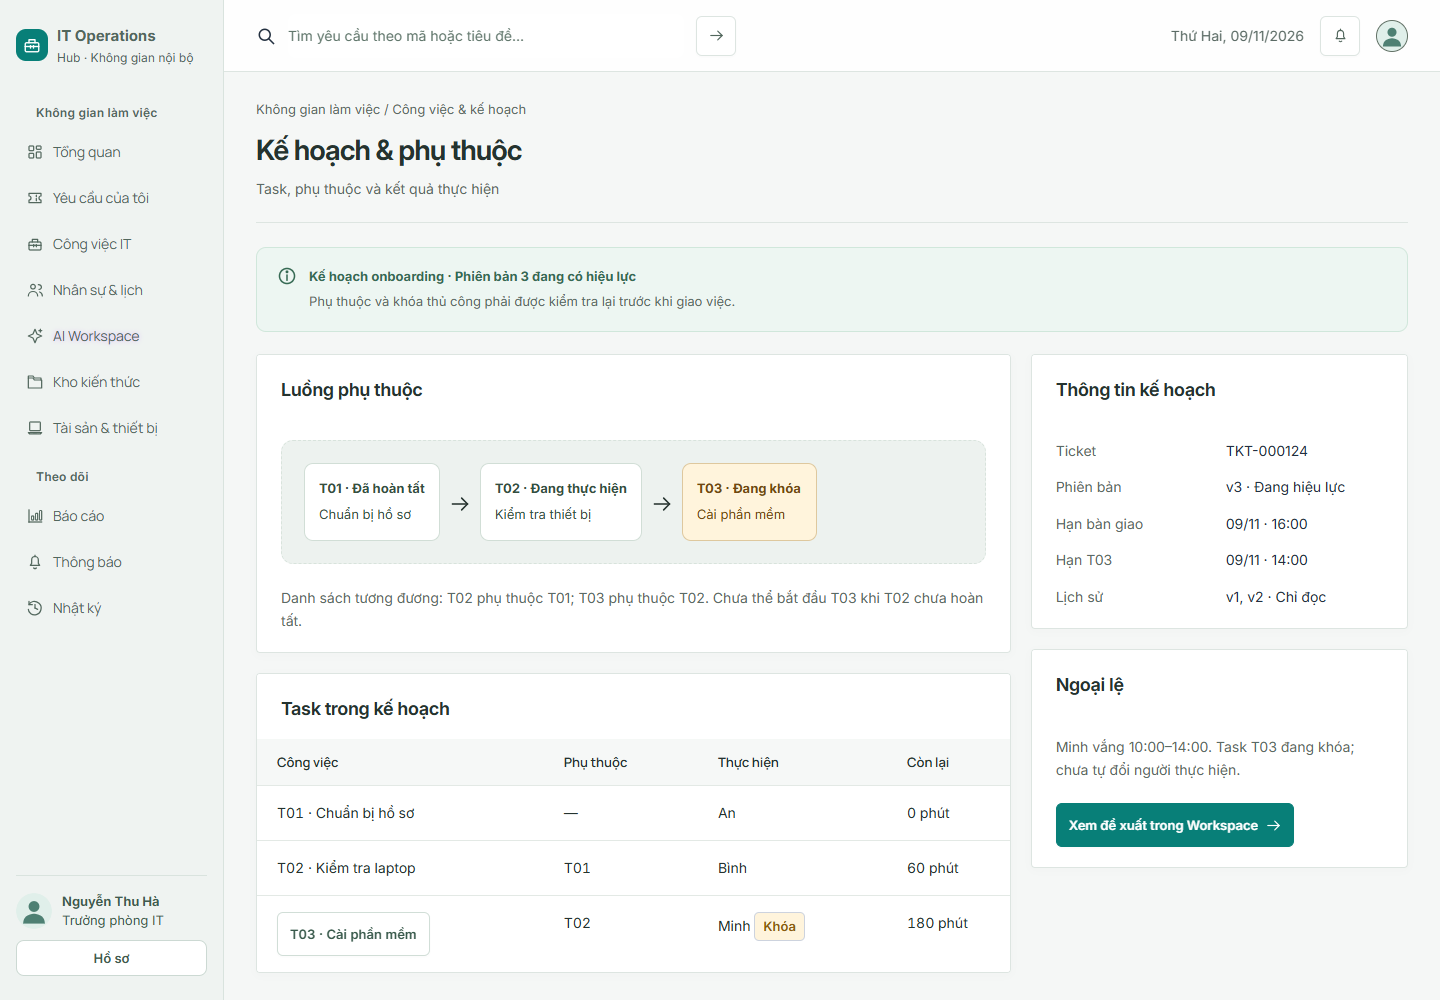 IT Operations
Hub · Không gian nội bộ
Không gian làm việc
Tổng quan
Yêu cầu của tôi
Công việc IT
Nhân sự & lịch
AI Workspace
Kho kiến thức
Tài sản & thiết bị
Theo dõi
Báo cáo
Thông báo
Nhật ký
Nguyễn Thu Hà
Trưởng phòng IT
Hồ sơ
Tìm yêu cầu theo mã hoặc tiêu đề...
Thứ Hai, 09/11/2026
Không gian làm việc / Công việc & kế hoạch
Kế hoạch & phụ thuộc
Task, phụ thuộc và kết quả thực hiện
Kế hoạch onboarding · Phiên bản 3 đang có hiệu lực
Phụ thuộc và khóa thủ công phải được kiểm tra lại trước khi giao việc.
Luồng phụ thuộc
T01 · Đã hoàn tất
Chuẩn bị hồ sơ
T02 · Đang thực hiện
Kiểm tra thiết bị
T03 · Đang khóa
Cài phần mềm
Danh sách tương đương: T02 phụ thuộc T01; T03 phụ thuộc T02. Chưa thể bắt đầu T03 khi T02 chưa hoàn
tất.
Task trong kế hoạch
Công việc Phụ thuộc Thực hiện Còn lại
T01 · Chuẩn bị hồ sơ — An 0 phút
T02 · Kiểm tra laptop T01 Bình 60 phút
T03 · Cài phần mềm T02 Minh Khóa 180 phút
Thông tin kế hoạch
Ticket TKT-000124
Phiên bản v3 · Đang hiệu lực
Hạn bàn giao 09/11 · 16:00
Hạn T03 09/11 · 14:00
Lịch sử v1, v2 · Chỉ đọc
Ngoại lệ
Minh vắng 10:00–14:00. Task T03 đang khóa;
chưa tự đổi người thực hiện.
Xem đề xuất trong Workspace